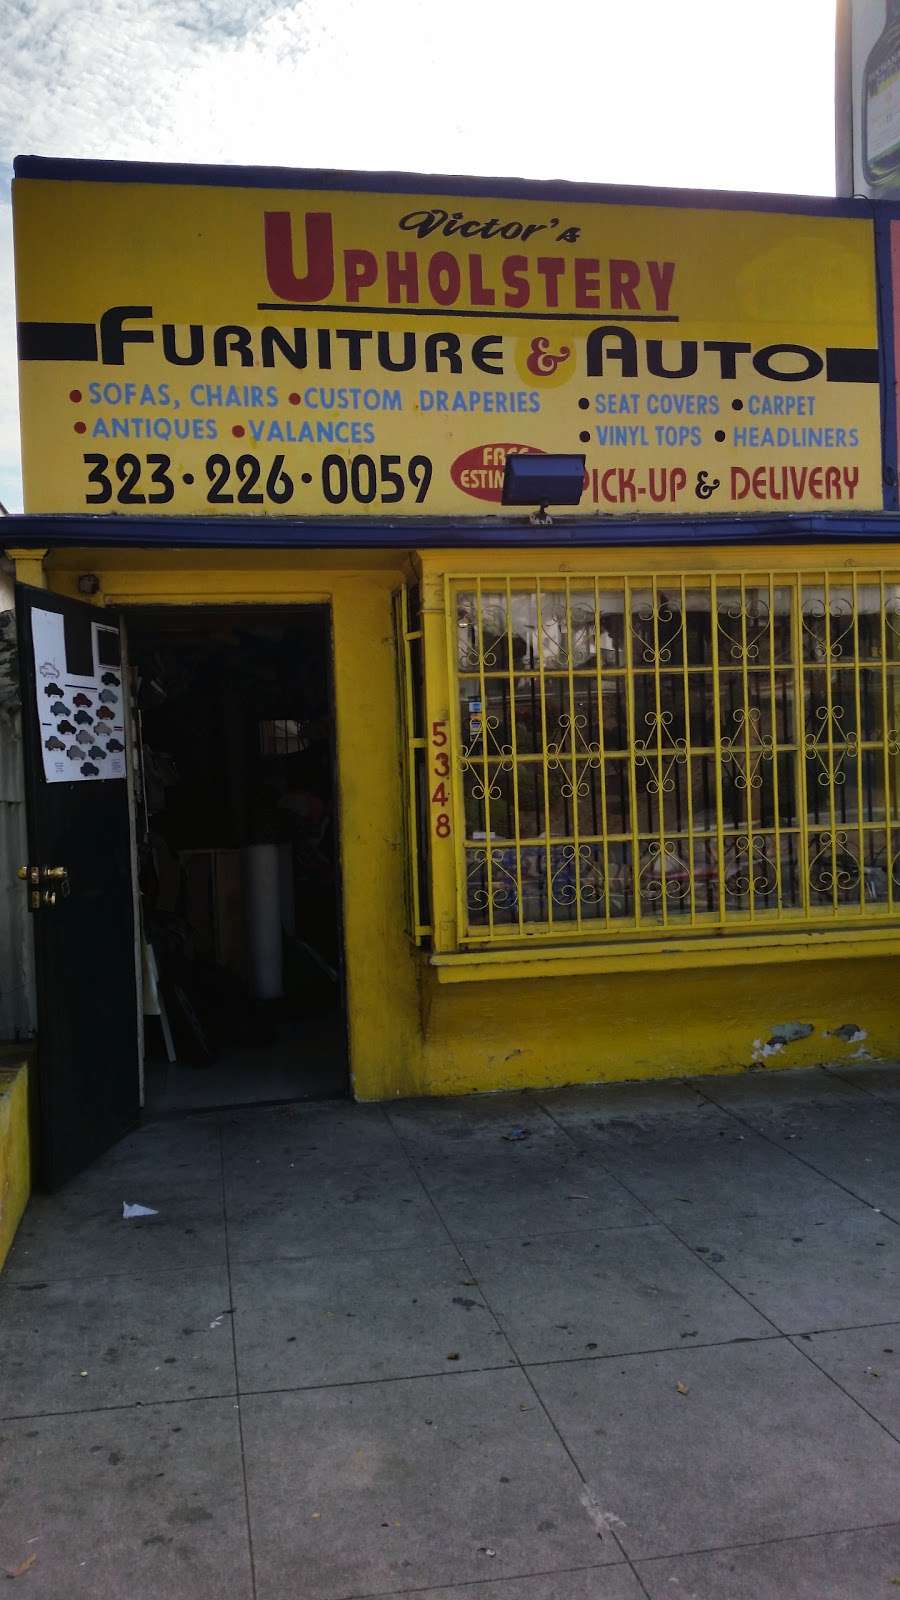 Victor's
UPHOLSTERY
FURNITURE & AUTO
• SOFAS, CHAIRS • CUSTOM DRAPERIES
• ANTIQUES • VALANCES
• SEAT COVERS • CARPET
• VINYL TOPS • HEADLINERS
323·226·0059
PICK-UP & DELIVERY
5348